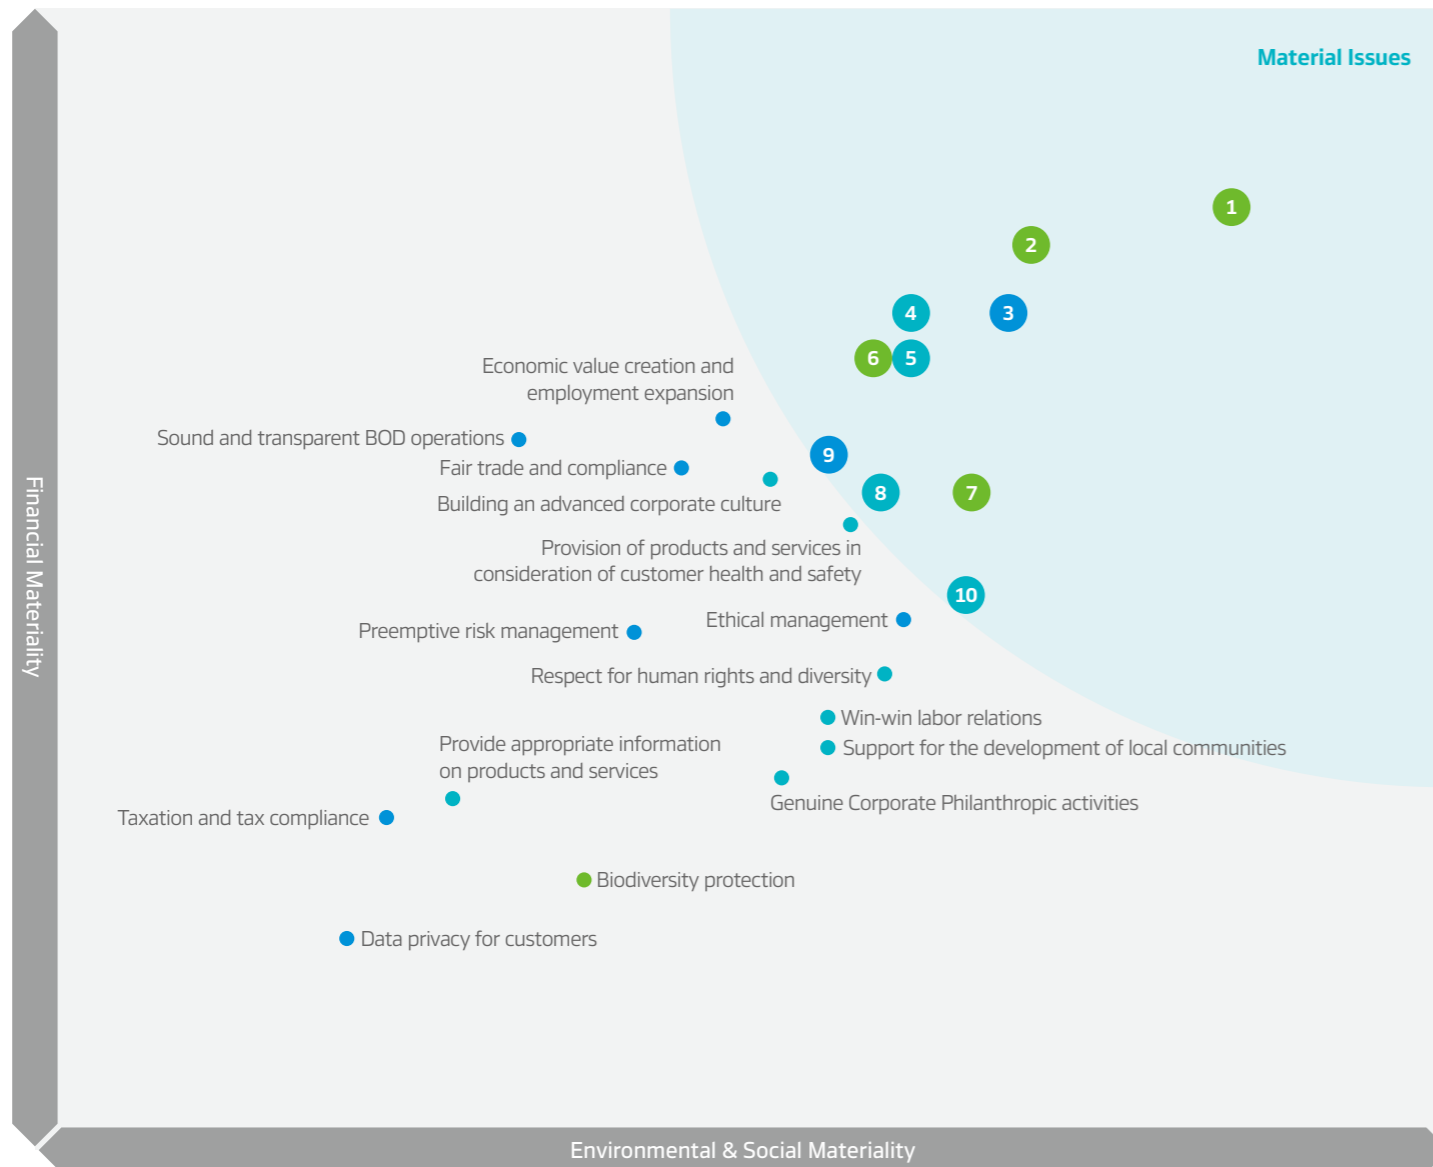 Material Issues
1
2
4
3
6
5
Economic value creation and
employment expansion
Sound and transparent BOD operations
9
Fair trade and compliance
Building an advanced corporate culture
8
7
Provision of products and services in
consideration of customer health and safety
10
Ethical management
Preemptive risk management
Respect for human rights and diversity
Win-win labor relations
Support for the development of local communities
Provide appropriate information
on products and services
Genuine Corporate Philanthropic activities
Taxation and tax compliance
Biodiversity protection
Data privacy for customers
Financial Materiality
Environmental & Social Materiality